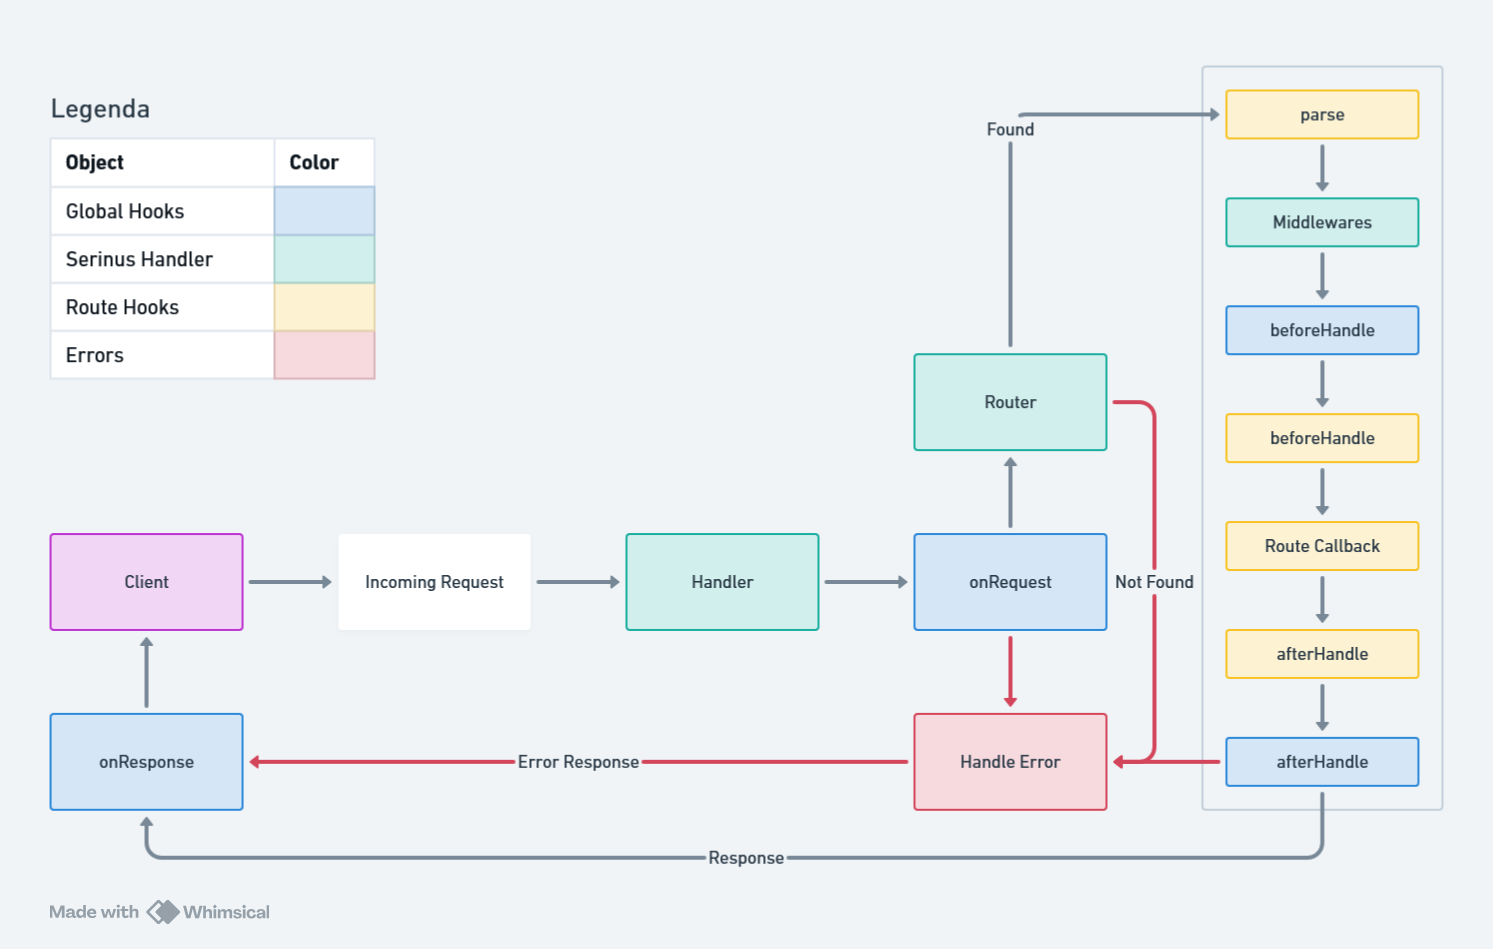 Legenda
Object Color
Global Hooks
Serinus Handler
Route Hooks
Errors
Found
parse
Middlewares
beforeHandle
beforeHandle
Route Callback
afterHandle
afterHandle
Router
Client
Incoming Request
Handler
onRequest
Not Found
onResponse
Error Response
Handle Error
Response
Made with Whimsical